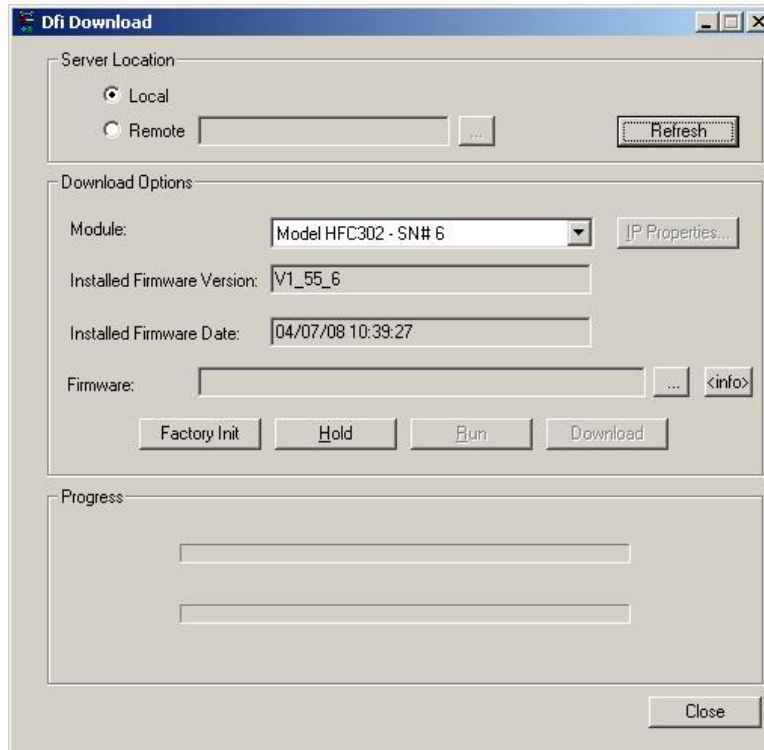 Dfi Download
Server Location
Local
Remote ... Refresh
Download Options
Module: Model HFC302 - SN# 6 IP Properties...
Installed Firmware Version: V1_55_6
Installed Firmware Date: 04/07/08 10:39:27
Firmware: ... <info>
Factory Init Hold Run Download
Progress
Close